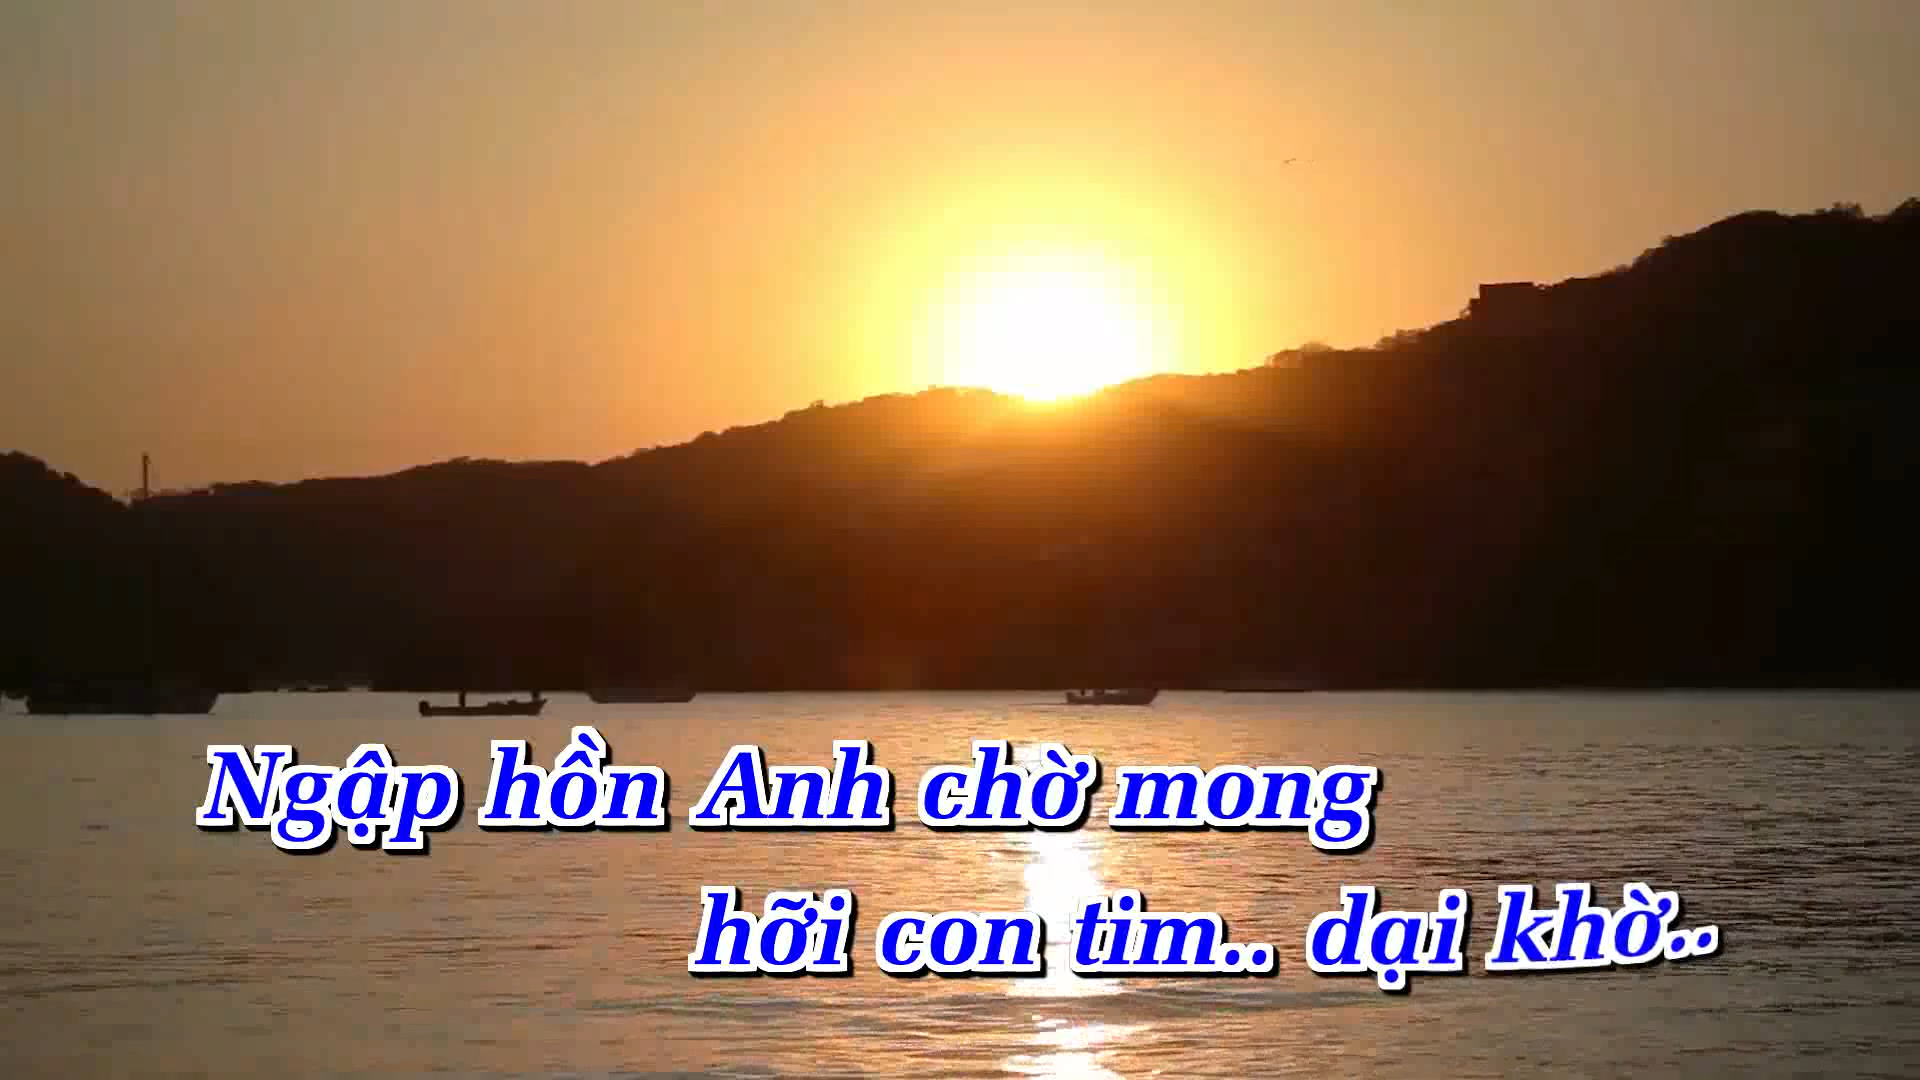 Ngập hồn Anh chờ mong
hỡi con tim.. dại khờ..